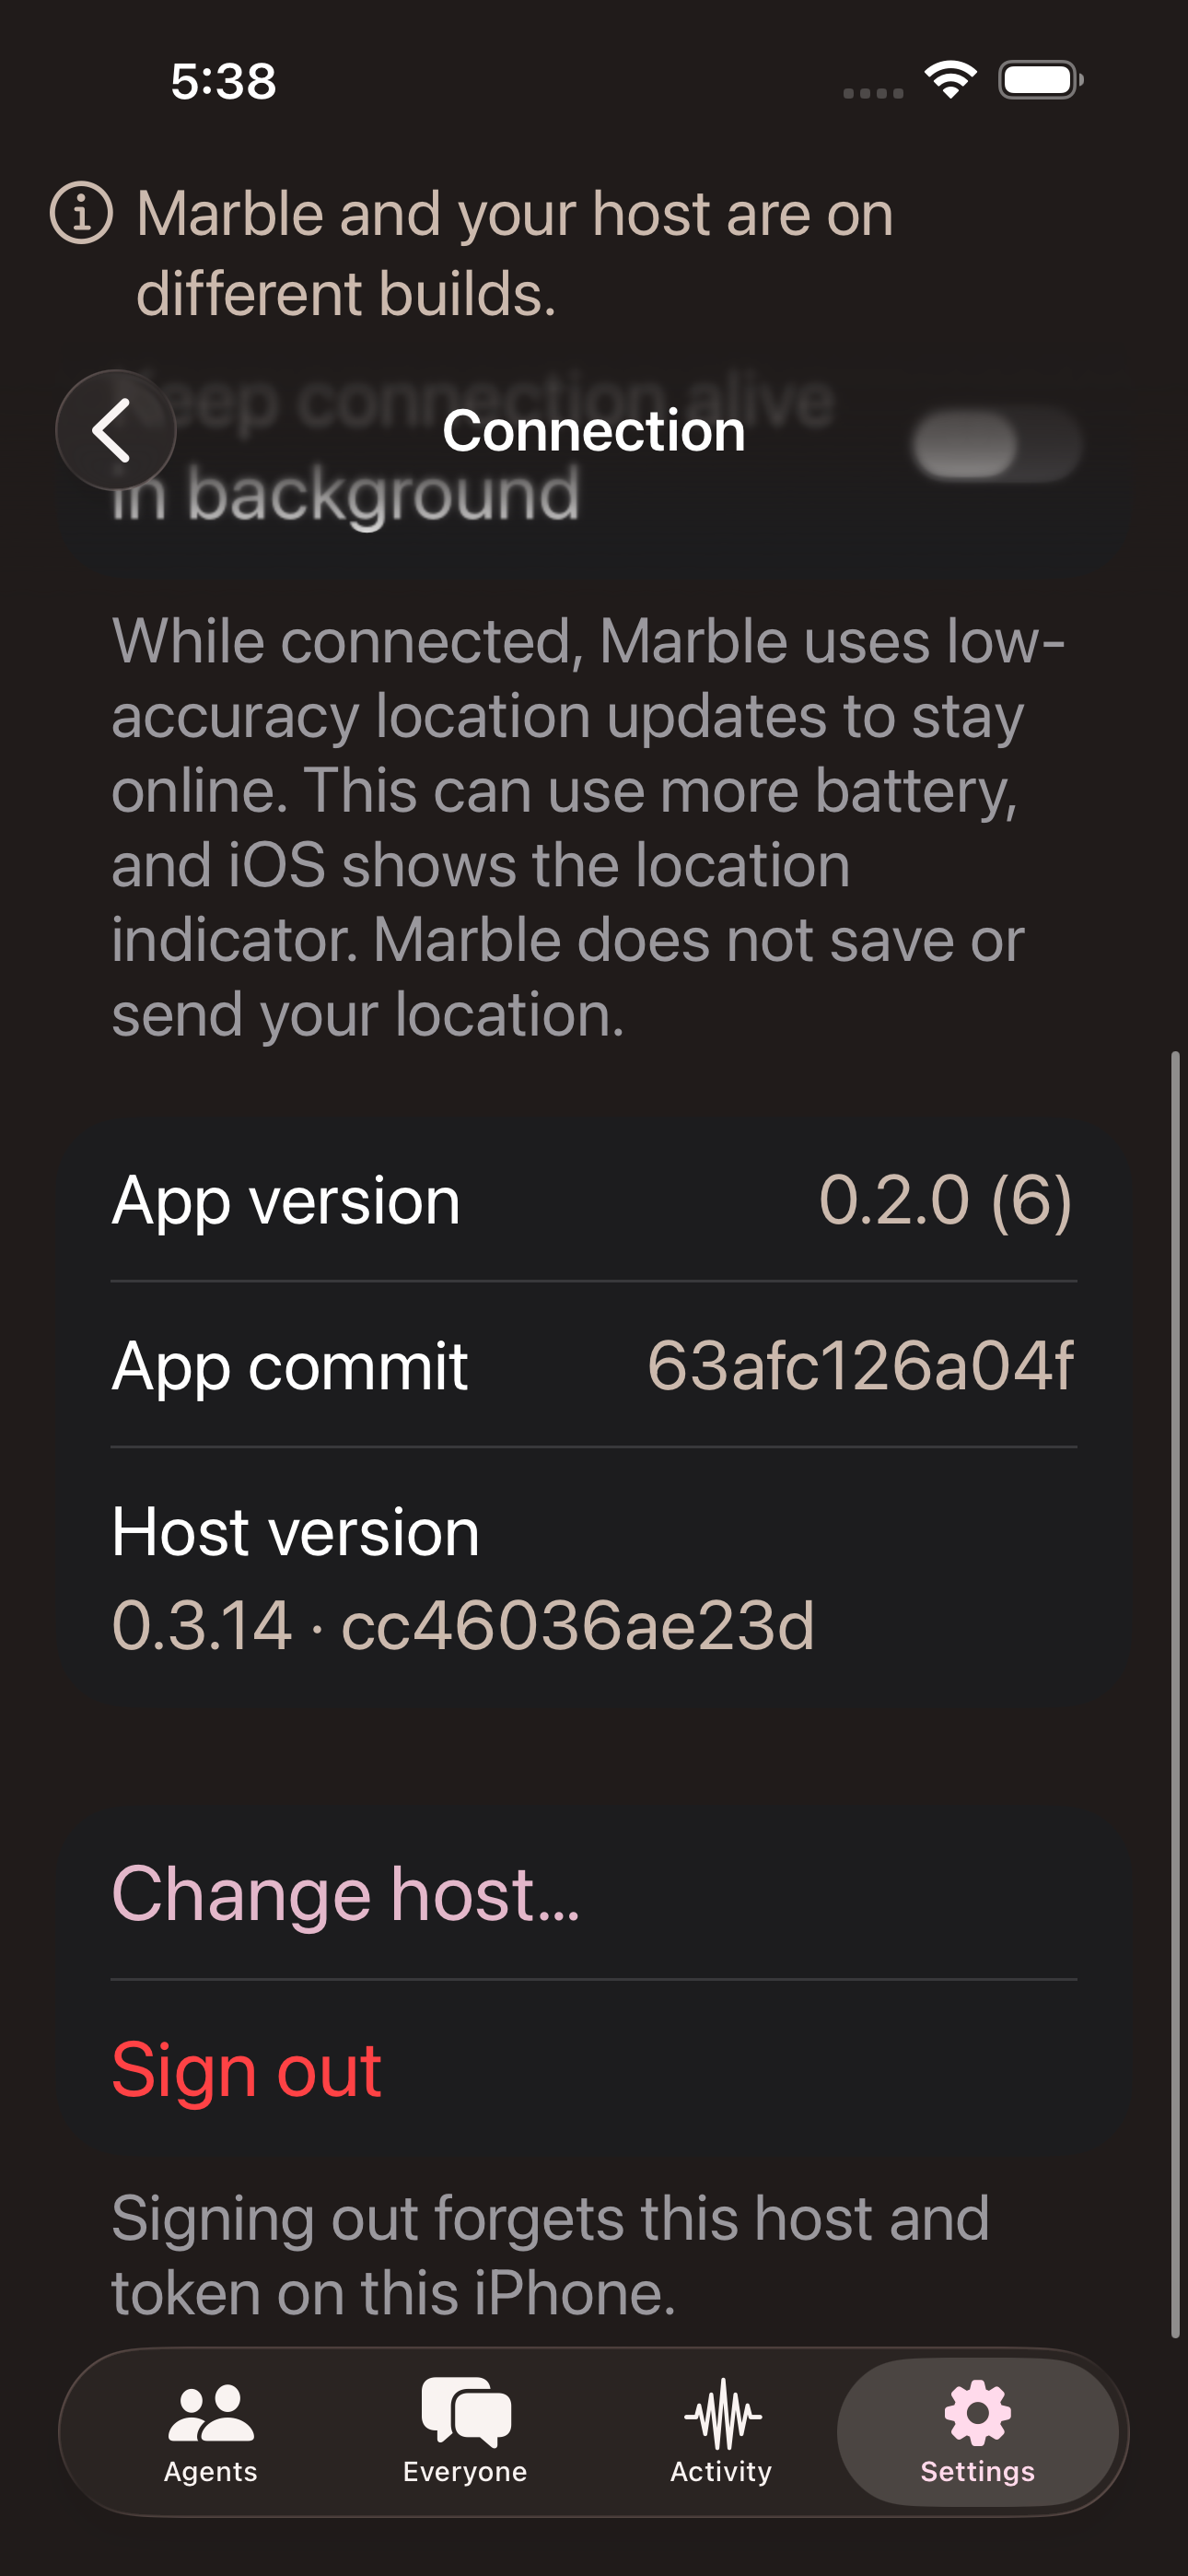 5:38
Marble and your host are on
different builds.
Keep connection alive
in background
Connection
While connected, Marble uses low-
accuracy location updates to stay
online. This can use more battery,
and iOS shows the location
indicator. Marble does not save or
send your location.
App version 0.2.0 (6)
App commit 63afc126a04f
Host version
0.3.14 · cc46036ae23d
Change host...
Sign out
Signing out forgets this host and
token on this iPhone.
Agents Everyone Activity Settings